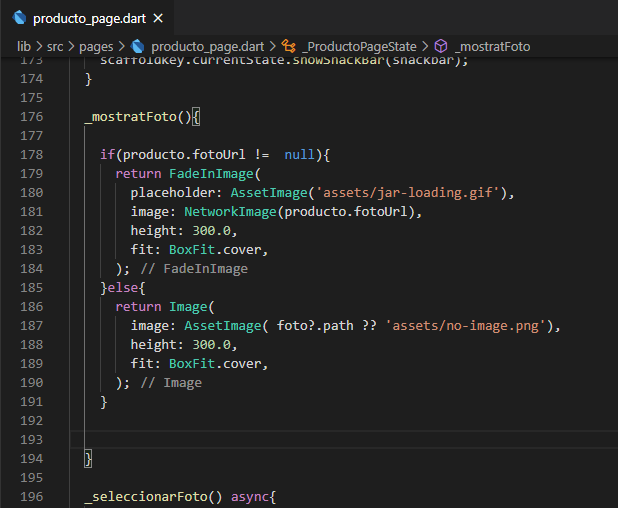 producto_page.dart ×
lib > src > pages > producto_page.dart > _ProductoPageState > _mostratFoto
173 scaffoldkey.currentState.showSnackBar(snackbar);
174 }
175
176 _mostratFoto(){
177
178 if(producto.fotoUrl !=  null){
179 return FadeInImage(
180 placeholder: AssetImage('assets/jar-loading.gif'),
181 image: NetworkImage(producto.fotoUrl),
182 height: 300.0,
183 fit: BoxFit.cover,
184 ); // FadeInImage
185 }else{
186 return Image(
187 image: AssetImage( foto?.path ?? 'assets/no-image.png'),
188 height: 300.0,
189 fit: BoxFit.cover,
190 ); // Image
191 }
192
193
194 }
195
196 _seleccionarFoto() async{